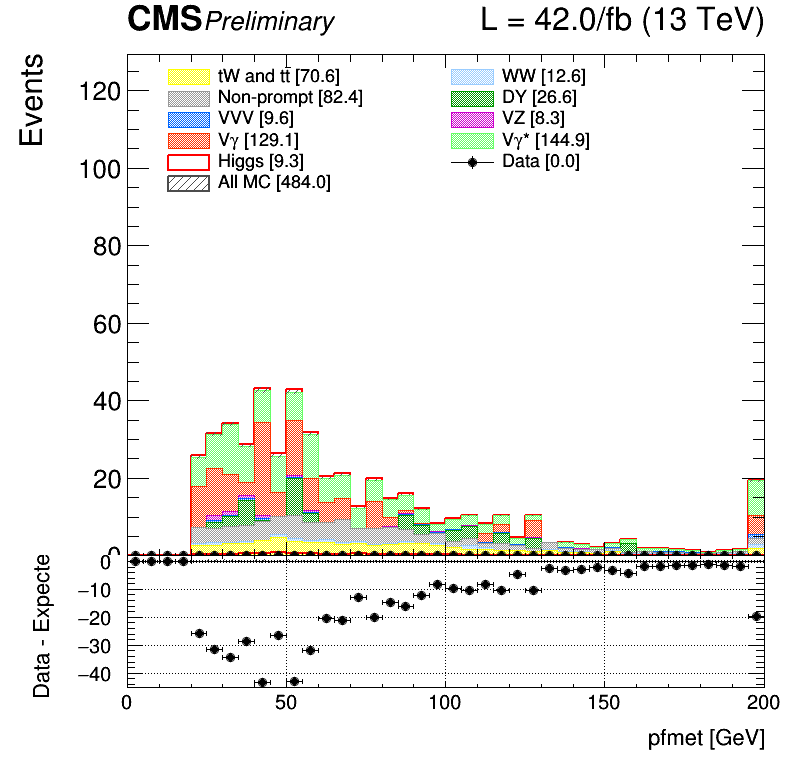 CMS Preliminary L = 42.0/fb (13 TeV)
Events
tW and tt̄ [70.6] WW [12.6]
Non-prompt [82.4] DY [26.6]
VVV [9.6] VZ [8.3]
Vγ [129.1] Vγ* [144.9]
Higgs [9.3] Data [0.0]
All MC [484.0]
120
100
80
60
40
20
0
Data - Expecte
0
−10
−20
−30
−40
0 50 100 150 200
pfmet [GeV]